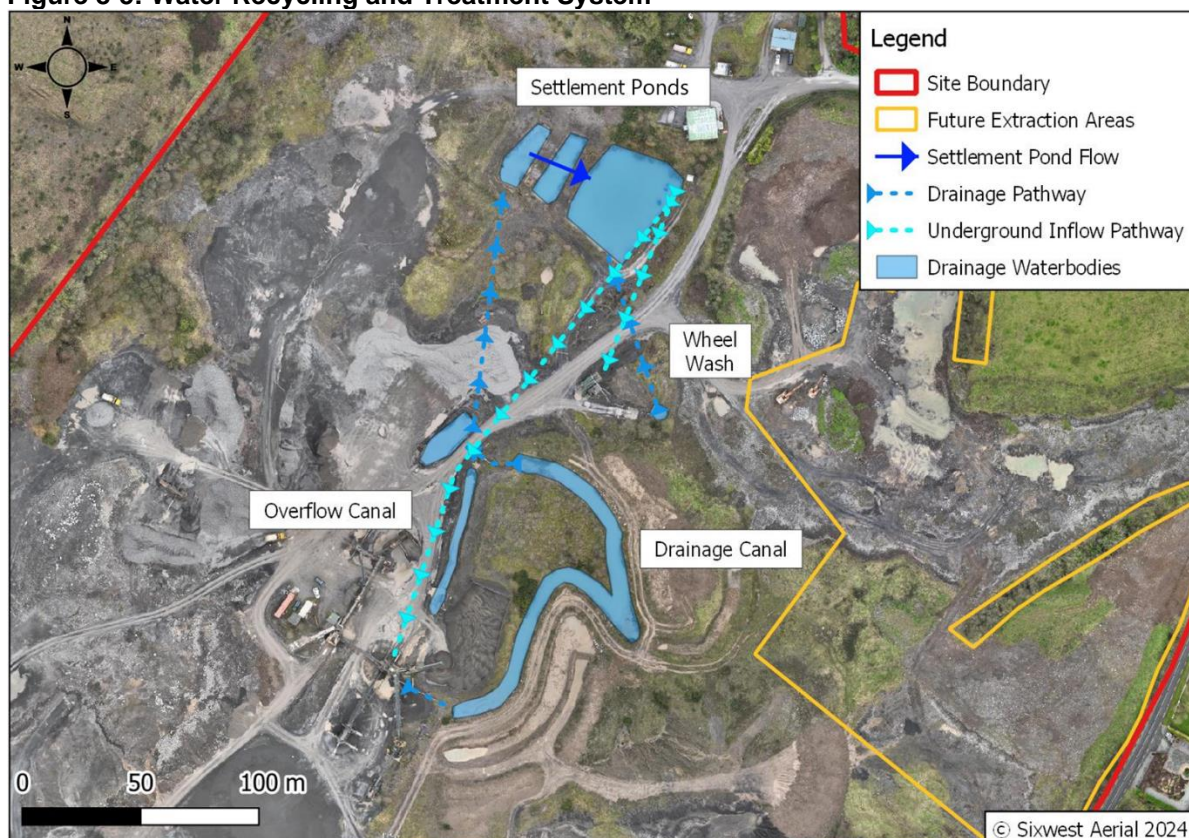 Figure 3-3: Water Recycling and Treatment System
N
W
E
S
Settlement Ponds
Wheel
Wash
Overflow Canal
Drainage Canal
Legend
Site Boundary
Future Extraction Areas
Settlement Pond Flow
Drainage Pathway
Underground Inflow Pathway
Drainage Waterbodies
0 50 100 m
© Sixwest Aerial 2024